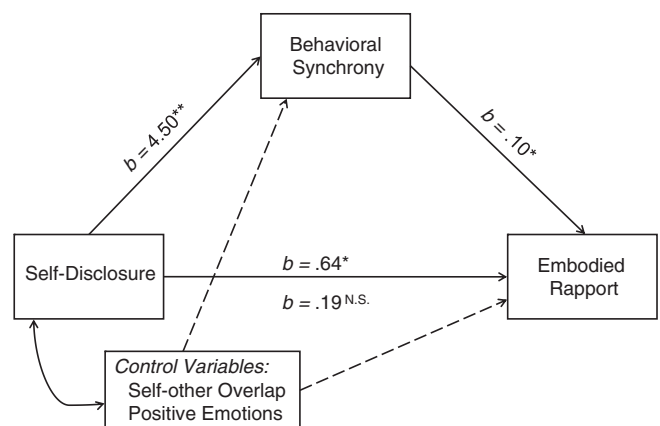 Behavioral
Synchrony
b = 4.50**
b = .10*
Self-Disclosure
b = .64*
b = .19 N.S.
Embodied
Rapport
Control Variables:
Self-other Overlap
Positive Emotions